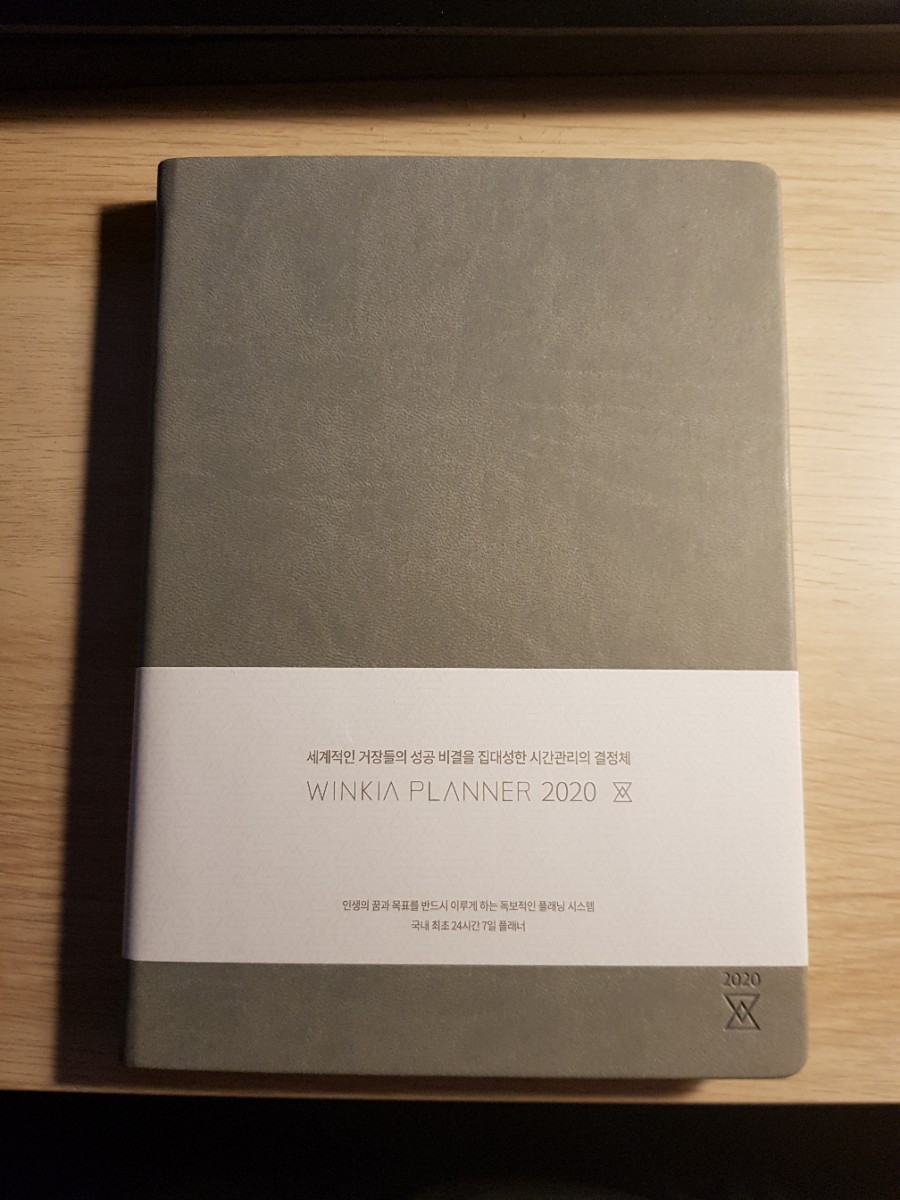 세계적인 거장들의 성공 비결을 집대성한 시간관리의 결정체
WINKIA PLANNER 2020
인생의 꿈과 목표를 반드시 이루게 하는 독보적인 플래닝 시스템
국내 최초 24시간 7일 플래너
2020